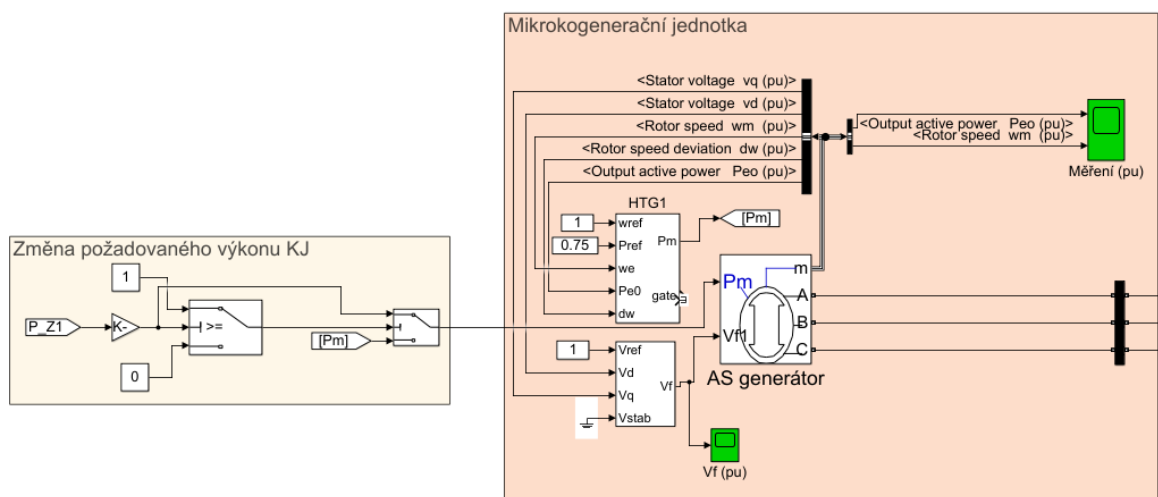 Mikrokogenerační jednotka
<Stator voltage vq (pu)>
<Stator voltage vd (pu)>
<Rotor speed wm (pu)>
<Rotor speed deviation dw (pu)>
<Output active power Peo (pu)>
<Output active power Peo (pu)>
<Rotor speed wm (pu)>
Měření (pu)
HTG1
1
wref
0.75
Pref
we
Pe0
dw
Pm
gate
[Pm]
Změna požadovaného výkonu KJ
1
P_Z1
K-
>=
0
[Pm]
Pm
Vf1
m
A
B
C
AS generátor
1
Vref
Vd
Vq
Vstab
Vf
Vf (pu)